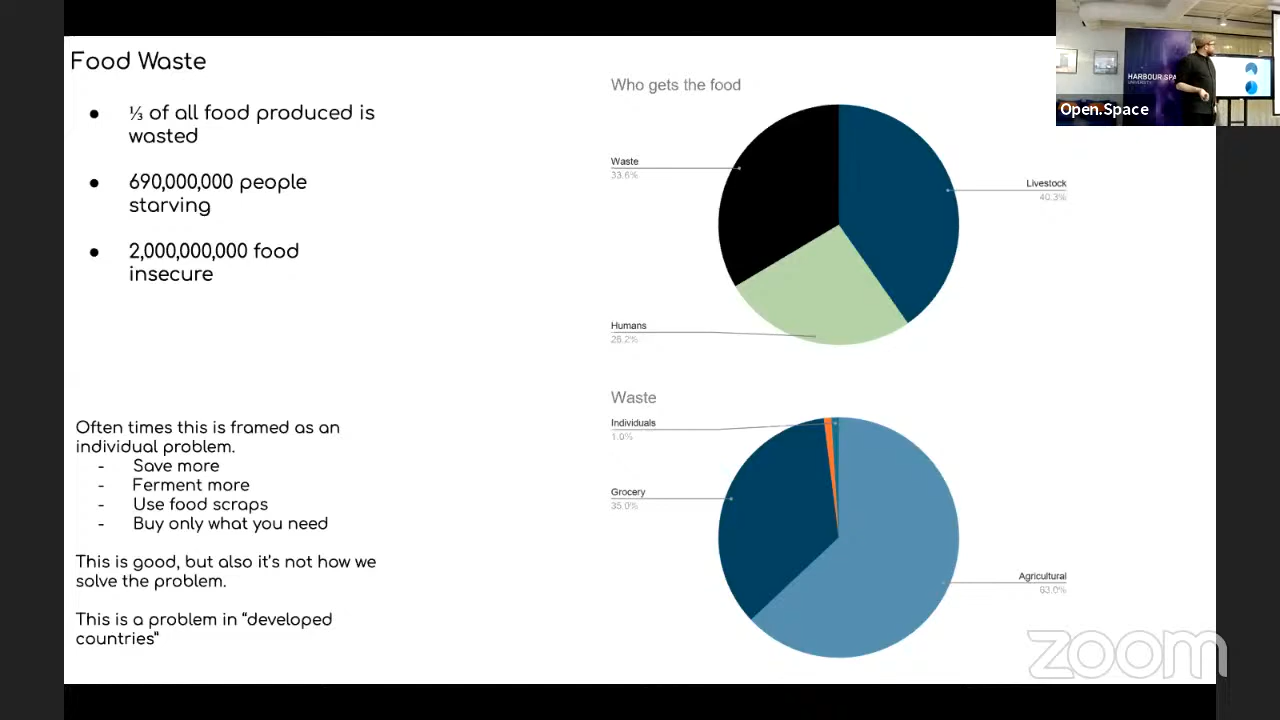 Food Waste
● ⅓ of all food produced is
wasted
● 690,000,000 people
starving
● 2,000,000,000 food
insecure
Often times this is framed as an
individual problem.
- Save more
- Ferment more
- Use food scraps
- Buy only what you need
This is good, but also it's not how we
solve the problem.
This is a problem in "developed
countries"
Who gets the food
Waste
33.6%
Livestock
40.3%
Humans
26.2%
Waste
Individuals
1.0%
Grocery
35.0%
Agricultural
63.0%
HARBOUR SPA
UNIVERSITY
Open.Space
zoom